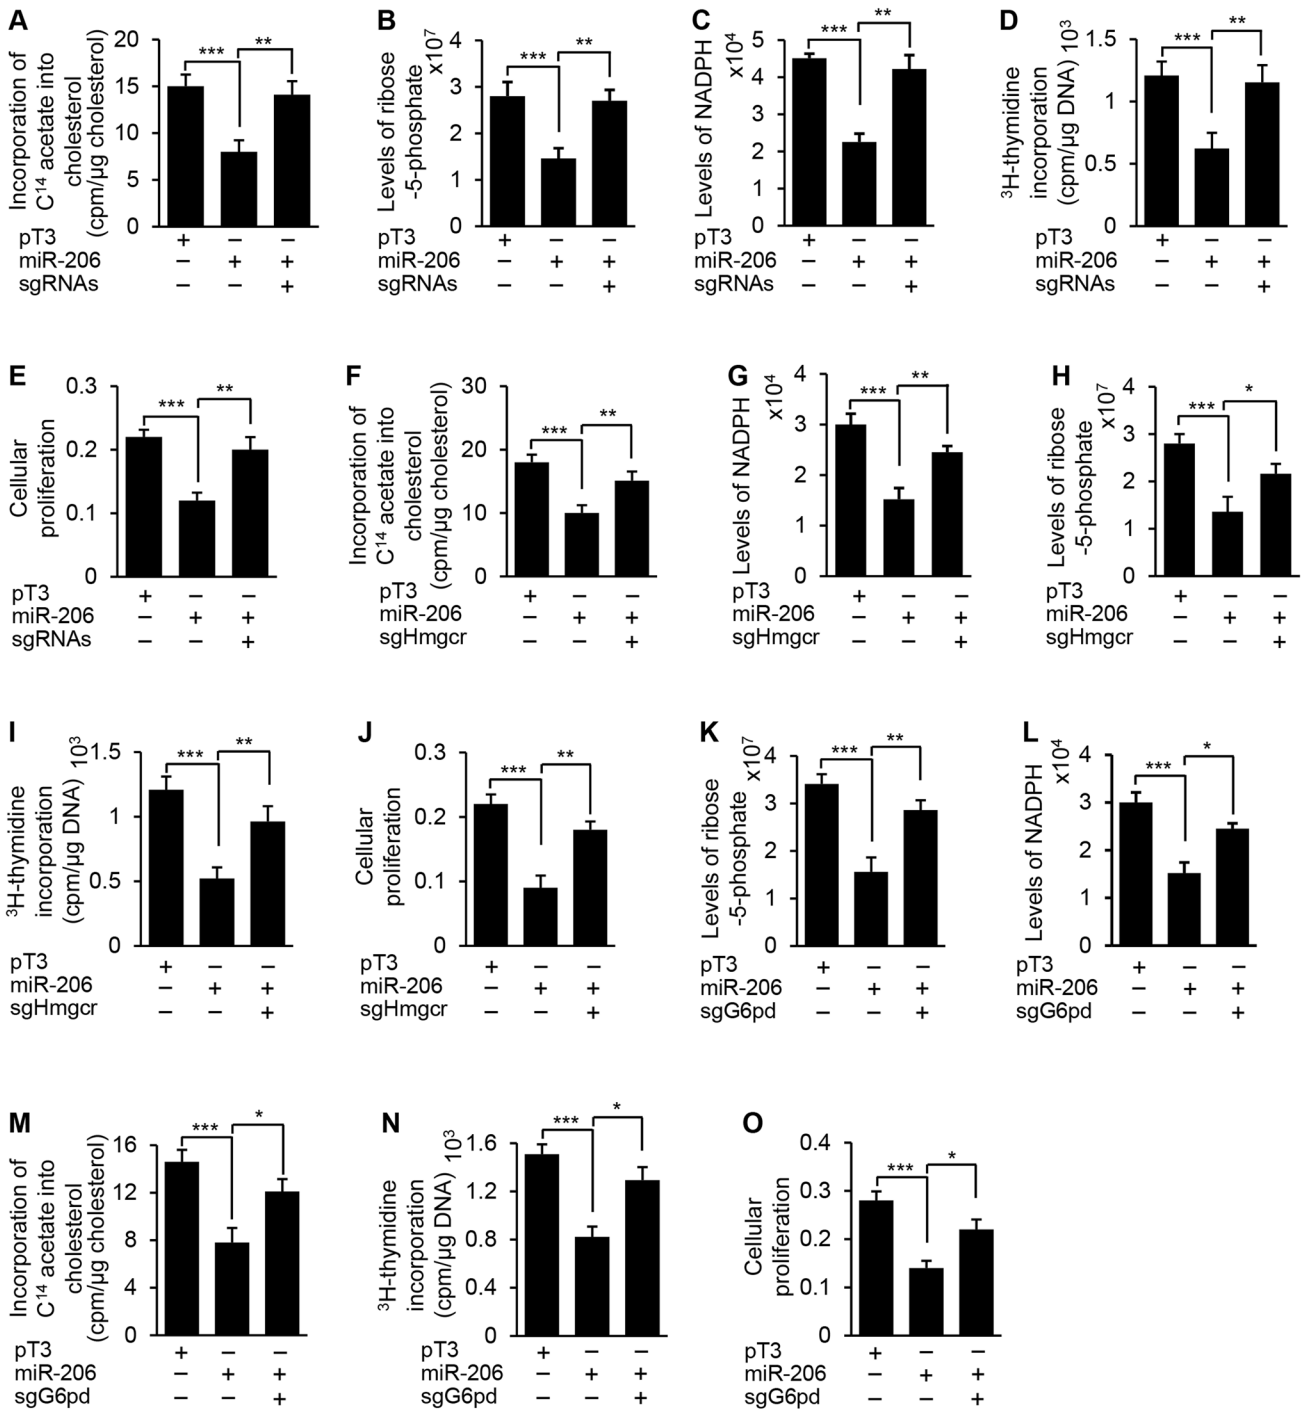 A
Incorporation of
C14 acetate into
cholesterol
(cpm/µg cholesterol)
20
15
10
5
0
*** **
pT3 + – –
miR-206 – + +
sgRNAs – – +
B
Levels of ribose
-5-phosphate
x10^7
4
3
2
1
0
*** **
pT3 + – –
miR-206 – + +
sgRNAs – – +
C
Levels of NADPH
x10^4
5
4
3
2
1
0
*** **
pT3 + – –
miR-206 – + +
sgRNAs – – +
D
3H-thymidine
incorporation
(cpm/µg DNA) 10^3
1.5
1
0.5
0
*** **
pT3 + – –
miR-206 – + +
sgRNAs – – +
E
Cellular
proliferation
0.3
0.2
0.1
0
*** **
pT3 + – –
miR-206 – + +
sgRNAs – – +
F
Incorporation of
C14 acetate into
cholesterol
(cpm/µg cholesterol)
30
20
10
0
*** **
pT3 + – –
miR-206 – + +
sgHmgcr – – +
G
Levels of NADPH
x10^4
4
3
2
1
0
*** **
pT3 + – –
miR-206 – + +
sgHmgcr – – +
H
Levels of ribose
-5-phosphate
x10^7
4
3
2
1
0
*** *
pT3 + – –
miR-206 – + +
sgHmgcr – – +
I
3H-thymidine
incorporation
(cpm/µg DNA) 10^3
1.5
1
0.5
0
*** **
pT3 + – –
miR-206 – + +
sgHmgcr – – +
J
Cellular
proliferation
0.3
0.2
0.1
0
*** **
pT3 + – –
miR-206 – + +
sgHmgcr – – +
K
Levels of ribose
-5-phosphate
x10^7
4
3
2
1
0
*** **
pT3 + – –
miR-206 – + +
sgG6pd – – +
L
Levels of NADPH
x10^4
4
3
2
1
0
*** *
pT3 + – –
miR-206 – + +
sgG6pd – – +
M
Incorporation of
C14 acetate into
cholesterol
(cpm/µg cholesterol)
16
12
8
4
0
*** *
pT3 + – –
miR-206 – + +
sgG6pd – – +
N
3H-thymidine
incorporation
(cpm/µg DNA) 10^3
1.6
1.2
0.8
0.4
0
*** *
pT3 + – –
miR-206 – + +
sgG6pd – – +
O
Cellular
proliferation
0.4
0.3
0.2
0.1
0
*** *
pT3 + – –
miR-206 – + +
sgG6pd – – +